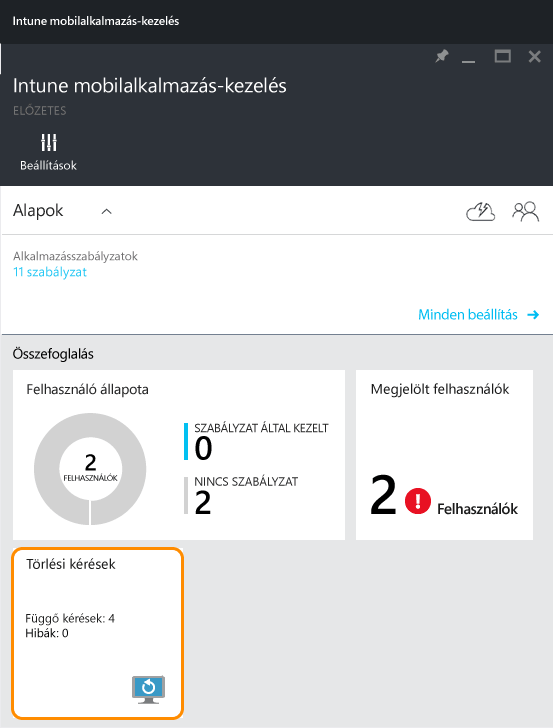 Intune mobilalkalmazás-kezelés
Intune mobilalkalmazás-kezelés
ELŐZETES
Beállítások
Alapok
Alkalmazásszabályzatok
11 szabályzat
Minden beállítás
Összefoglalás
Felhasználó állapota
2
FELHASZNÁLÓK
SZABÁLYZAT ÁLTAL KEZELT
0
NINCS SZABÁLYZAT
2
Megjelölt felhasználók
2 Felhasználók
Törlési kérések
Függő kérések: 4
Hibák: 0